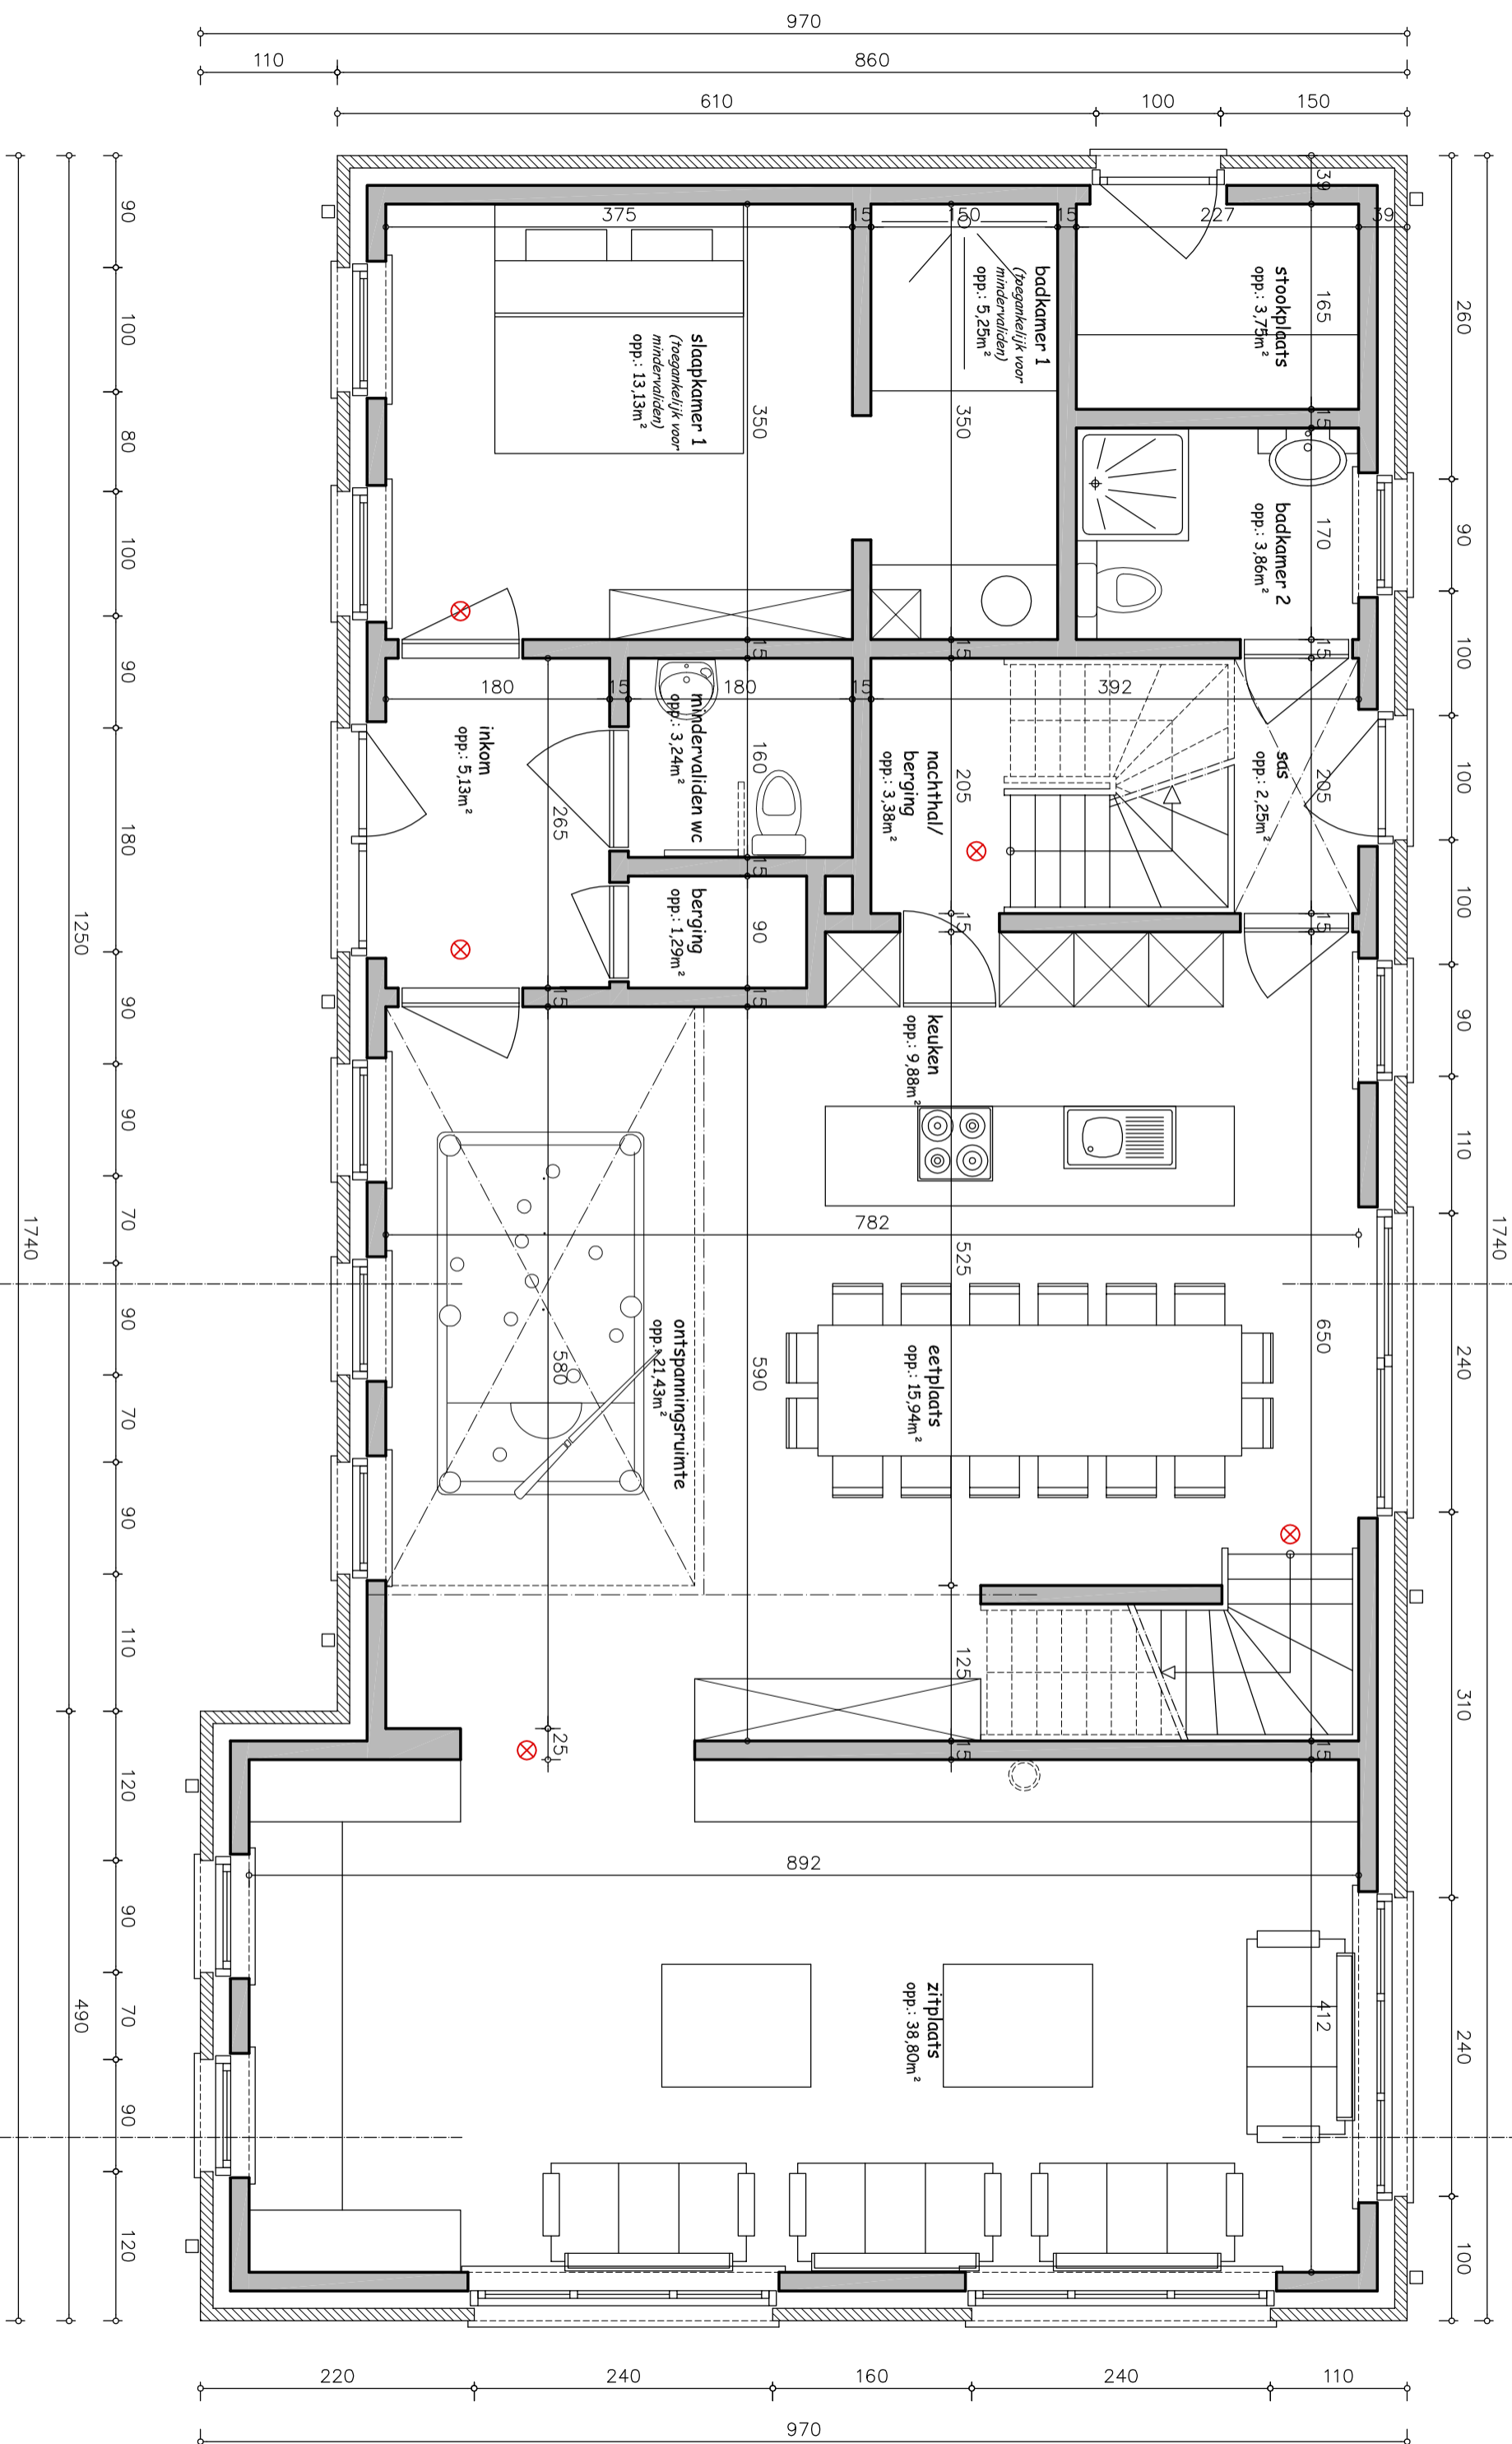 970
110
860
610
100
150
39
375
15
150
15
227
39
stookplaats
opp.: 3,75m²
165
badkamer 1
(toegankelijk voor
mindervaliden)
opp.: 5,25m²
slaapkamer 1
(toegankelijk voor
mindervaliden)
opp.: 13,13m²
350
350
15
badkamer 2
opp.: 3,86m²
170
15
15
15
180
15
180
15
392
inkom
opp.: 5,13m²
mindervaliden wc
opp.: 3,24m²
160
nachthal/
berging
opp.: 3,38m²
205
sas
opp.: 2,25m²
205
265
15
berging
opp.: 1,29m²
90
15
15
15
15
keuken
opp.: 9,88m²
782
525
ontspanningsruimte
opp.: 21,43m²
580
590
eetplaats
opp.: 15,94m²
650
125
25
15
15
892
zitplaats
opp.: 38,80m²
412
90
100
80
100
90
180
90
90
70
90
70
90
110
120
90
70
90
120
1250
490
1740
260
90
100
100
100
90
110
240
310
240
100
1740
220
240
160
240
110
970